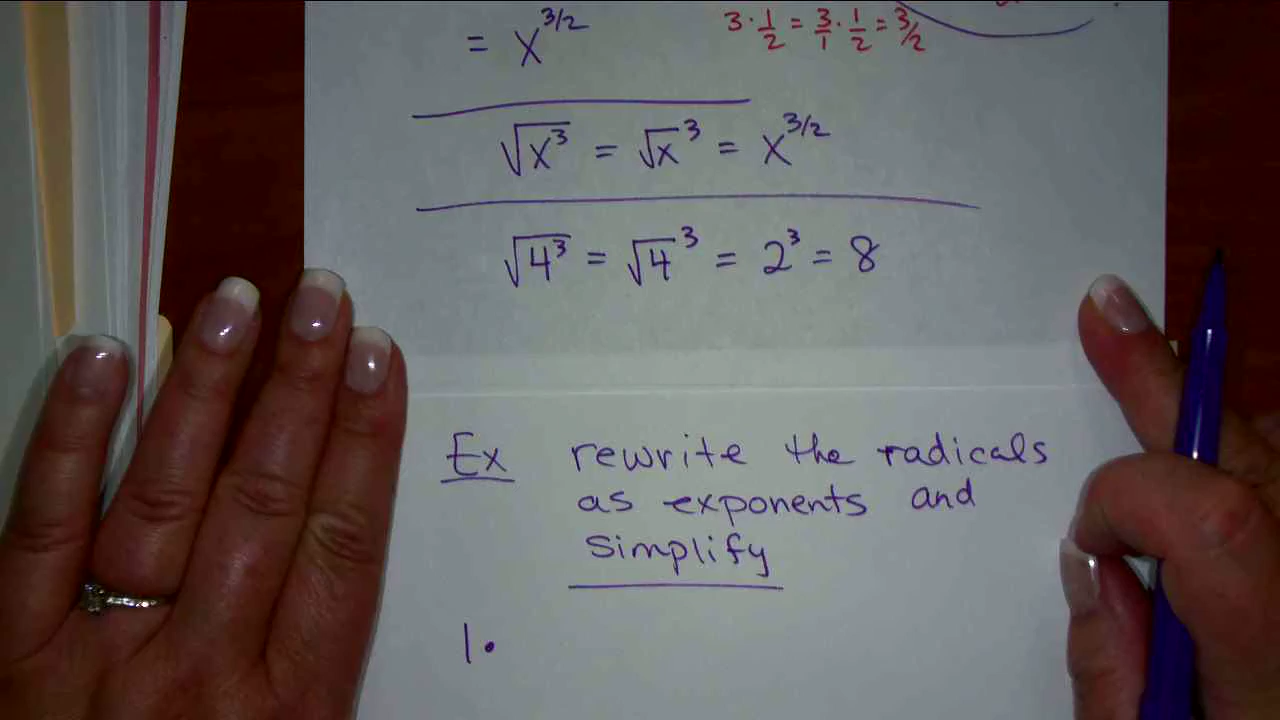 = x^{3/2}
3 · 1/2 = 3/1 · 1/2 = 3/2
√x³ = √x ³ = x^{3/2}
√4³ = √4 ³ = 2³ = 8
Ex rewrite the radicals
as exponents and
simplify
1.